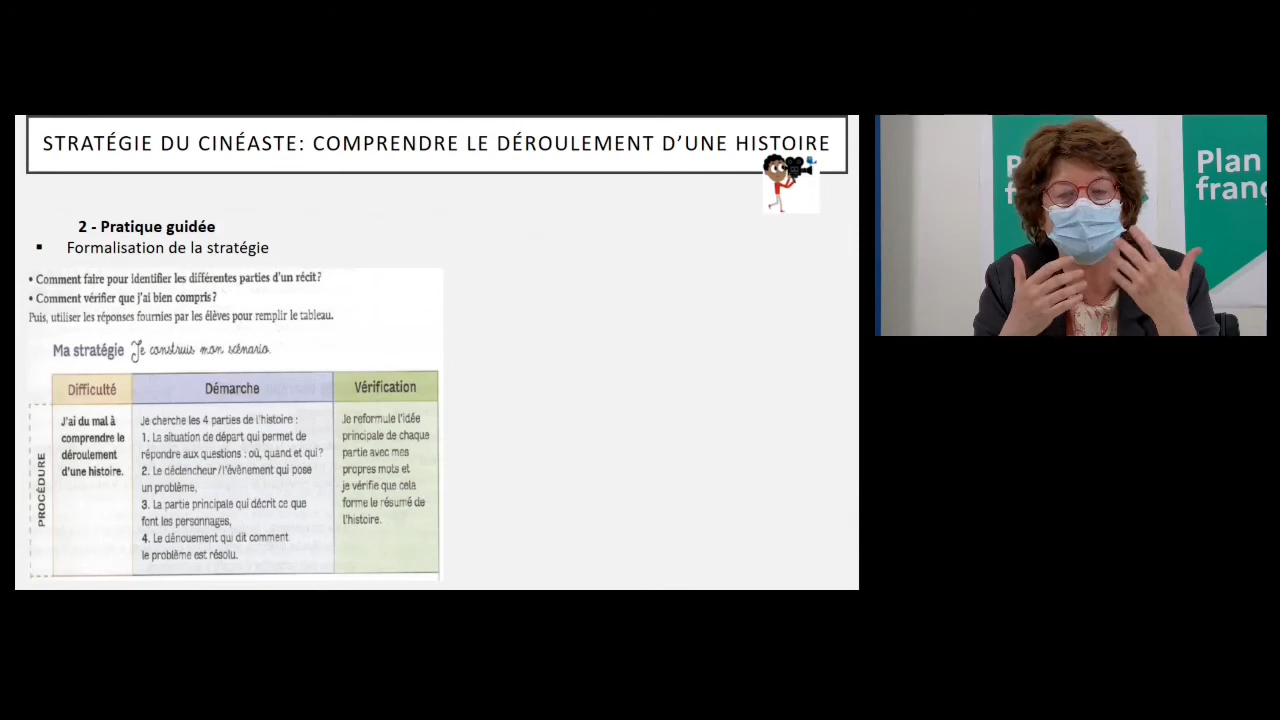 STRATÉGIE DU CINÉASTE: COMPRENDRE LE DÉROULEMENT D'UNE HISTOIRE
2 - Pratique guidée
▪ Formalisation de la stratégie
• Comment faire pour identifier les différentes parties d'un récit?
• Comment vérifier que j'ai bien compris?
Puis, utiliser les réponses fournies par les élèves pour remplir le tableau.
Ma stratégie Je construis mon scénario.
Difficulté
Démarche
Vérification
PROCÉDURE
J'ai du mal à
comprendre le
déroulement
d'une histoire.
Je cherche les 4 parties de l'histoire :
1. La situation de départ qui permet de
répondre aux questions : où, quand et qui?
2. Le déclencheur/l'évènement qui pose
un problème,
3. La partie principale qui décrit ce que
font les personnages,
4. Le dénouement qui dit comment
le problème est résolu.
Je reformule l'idée
principale de chaque
partie avec mes
propres mots et
je vérifie que cela
forme le résumé de
l'histoire.
Plan
franç